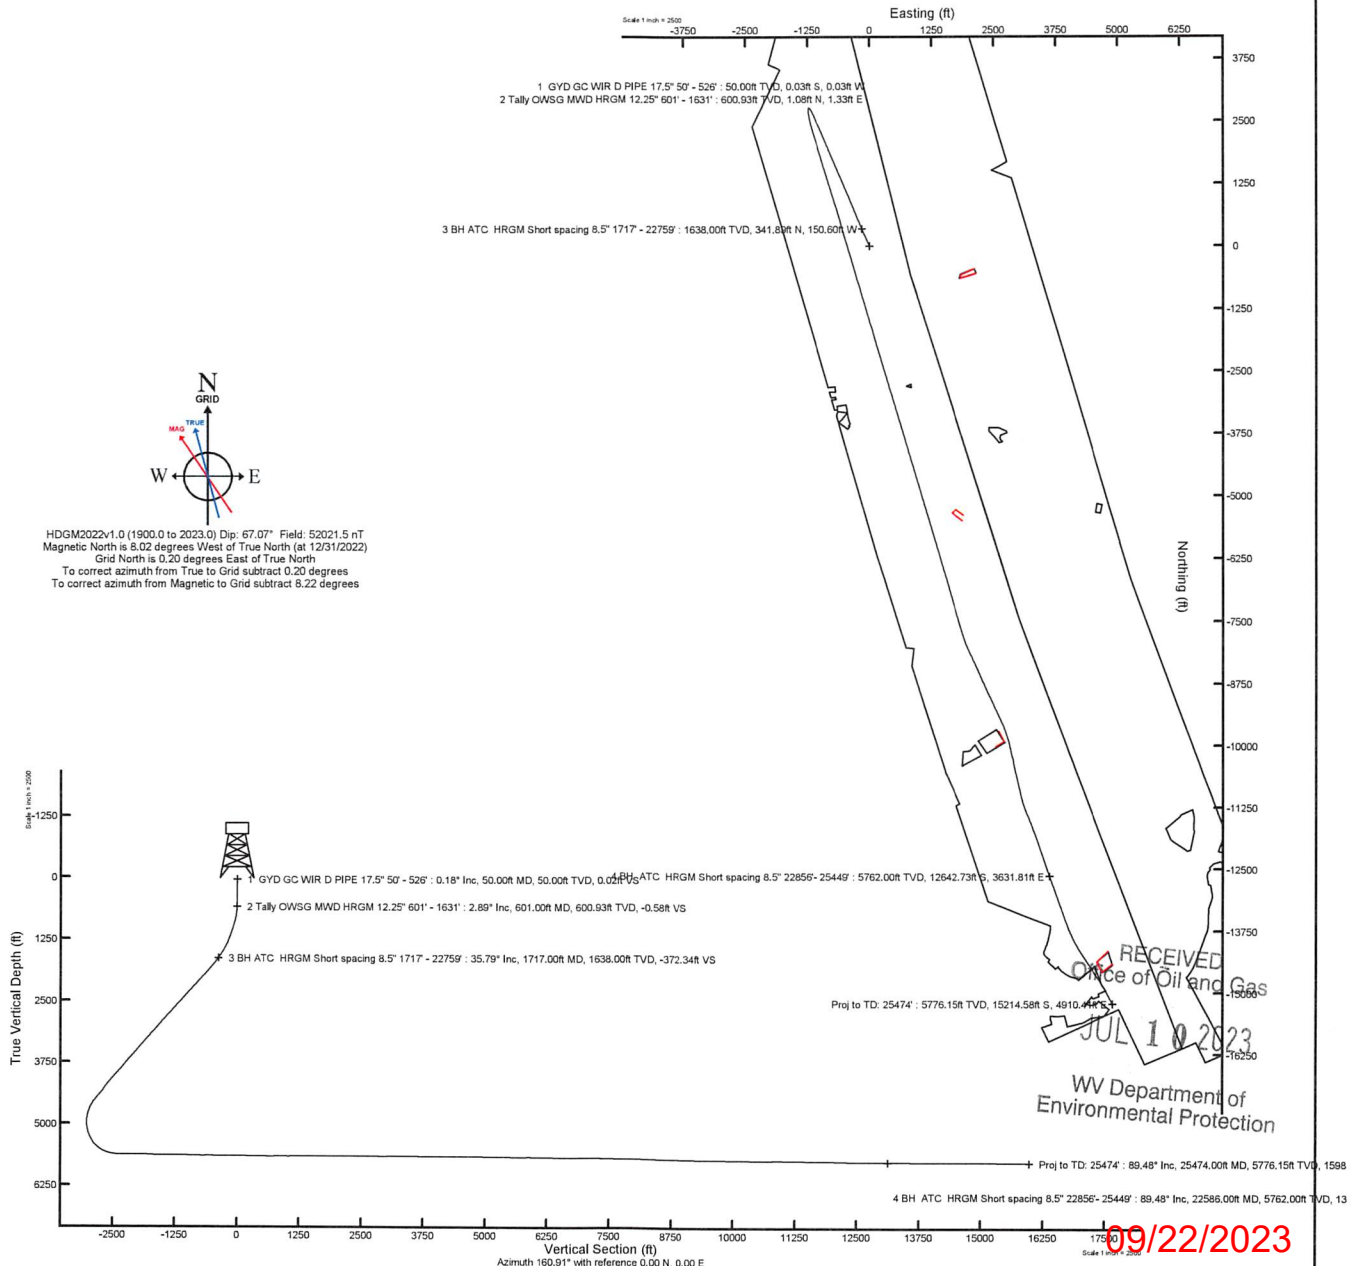 Easting (ft)
Scale 1 inch = 2500
-3750 -2500 -1250 0 1250 2500 3750 5000 6250
1 GYD GC WIR D PIPE 17.5" 50' - 526' : 50.00ft TVD, 0.03ft S, 0.03ft W
2 Tally OWSG MWD HRGM 12.25" 601' - 1631' : 600.93ft TVD, 1.08ft N, 1.33ft E
3 BH ATC HRGM Short spacing 8.5" 1717' - 22759' : 1638.00ft TVD, 341.89ft N, 150.60ft W
3750
2500
1250
0
-1250
-2500
-3750
-5000
-6250
-7500
-8750
-10000
-11250
-12500
-13750
-15000
-16250
Northing (ft)
N
GRID
TRUE
MAG
W E
HDGM2022v1.0 (1900.0 to 2023.0) Dip: 67.07° Field: 52021.5 nT
Magnetic North is 8.02 degrees West of True North (at 12/31/2022)
Grid North is 0.20 degrees East of True North
To correct azimuth from True to Grid subtract 0.20 degrees
To correct azimuth from Magnetic to Grid subtract 8.22 degrees
4 BH ATC HRGM Short spacing 8.5" 22856'- 25449' : 5762.00ft TVD, 12642.73ft S, 3631.81ft E
Proj to TD: 25474' : 5776.15ft TVD, 15214.58ft S, 4910.41ft E
RECEIVED
Office of Oil and Gas
JUL 10 2023
WV Department of
Environmental Protection
Scale 1 inch = 2500
True Vertical Depth (ft)
-1250
0
1250
2500
3750
5000
6250
1 GYD GC WIR D PIPE 17.5" 50' - 526' : 0.18° Inc, 50.00ft MD, 50.00ft TVD, 0.02ft VS
2 Tally OWSG MWD HRGM 12.25" 601' - 1631' : 2.89° Inc, 601.00ft MD, 600.93ft TVD, -0.58ft VS
3 BH ATC HRGM Short spacing 8.5" 1717' - 22759' : 35.79° Inc, 1717.00ft MD, 1638.00ft TVD, -372.34ft VS
Proj to TD: 25474' : 89.48° Inc, 25474.00ft MD, 5776.15ft TVD, 1598
4 BH ATC HRGM Short spacing 8.5" 22856'- 25449' : 89.48° Inc, 22586.00ft MD, 5762.00ft TVD, 13
-2500 -1250 0 1250 2500 3750 5000 6250 7500 8750 10000 11250 12500 13750 15000 16250 17500
Vertical Section (ft)
Azimuth 160.91° with reference 0.00 N, 0.00 E
Scale 1 inch = 2500
09/22/2023